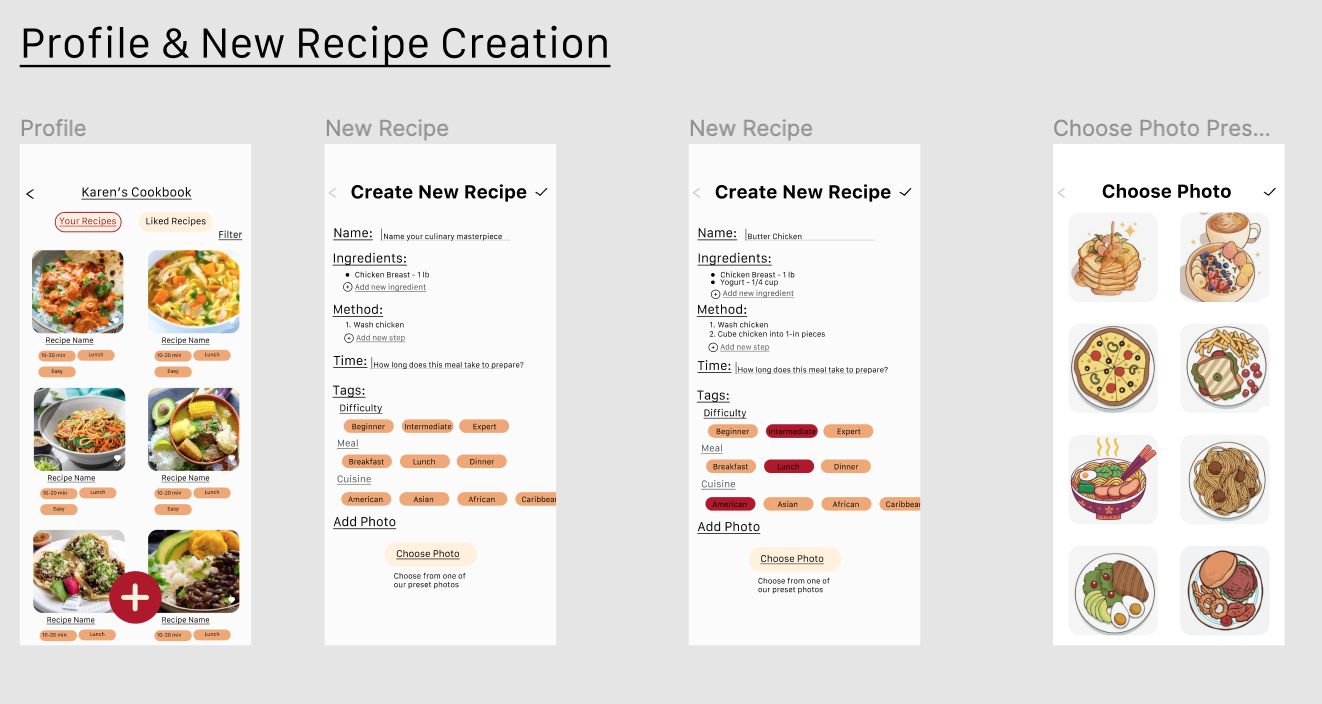 Profile & New Recipe Creation
Profile
Karen's Cookbook
Your Recipes
Liked Recipes
Filter
Recipe Name
Recipe Name
10-20 min
Lunch
10-20 min
Lunch
Easy
Easy
Recipe Name
Recipe Name
10-20 min
Lunch
10-20 min
Lunch
Easy
Easy
Recipe Name
Recipe Name
10-20 min
Lunch
10-20 min
Lunch
New Recipe
Create New Recipe
Name: Name your culinary masterpiece
Ingredients:
• Chicken Breast - 1 lb
Add new ingredient
Method:
1. Wash chicken
Add new step
Time: How long does this meal take to prepare?
Tags:
Difficulty
Beginner
Intermediate
Expert
Meal
Breakfast
Lunch
Dinner
Cuisine
American
Asian
African
Caribbean
Add Photo
Choose Photo
Choose from one of
our preset photos
New Recipe
Create New Recipe
Name: Butter Chicken
Ingredients:
• Chicken Breast - 1 lb
• Yogurt - 1/4 cup
Add new ingredient
Method:
1. Wash chicken
2. Cube chicken into 1-in pieces
Add new step
Time: How long does this meal take to prepare?
Tags:
Difficulty
Beginner
Intermediate
Expert
Meal
Breakfast
Lunch
Dinner
Cuisine
American
Asian
African
Caribbean
Add Photo
Choose Photo
Choose from one of
our preset photos
Choose Photo Pres...
Choose Photo